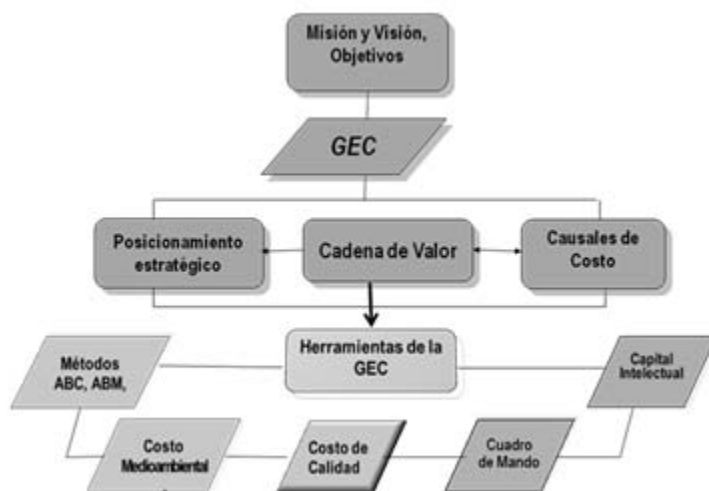 Misión y Visión,
Objetivos
GEC
Posicionamiento
estratégico
Cadena de Valor
Causales de
Costo
Herramientas de la
GEC
Métodos
ABC, ABM,
Capital
Intelectual
Costo
Medioambiental
Costo de
Calidad
Cuadro
de Mando